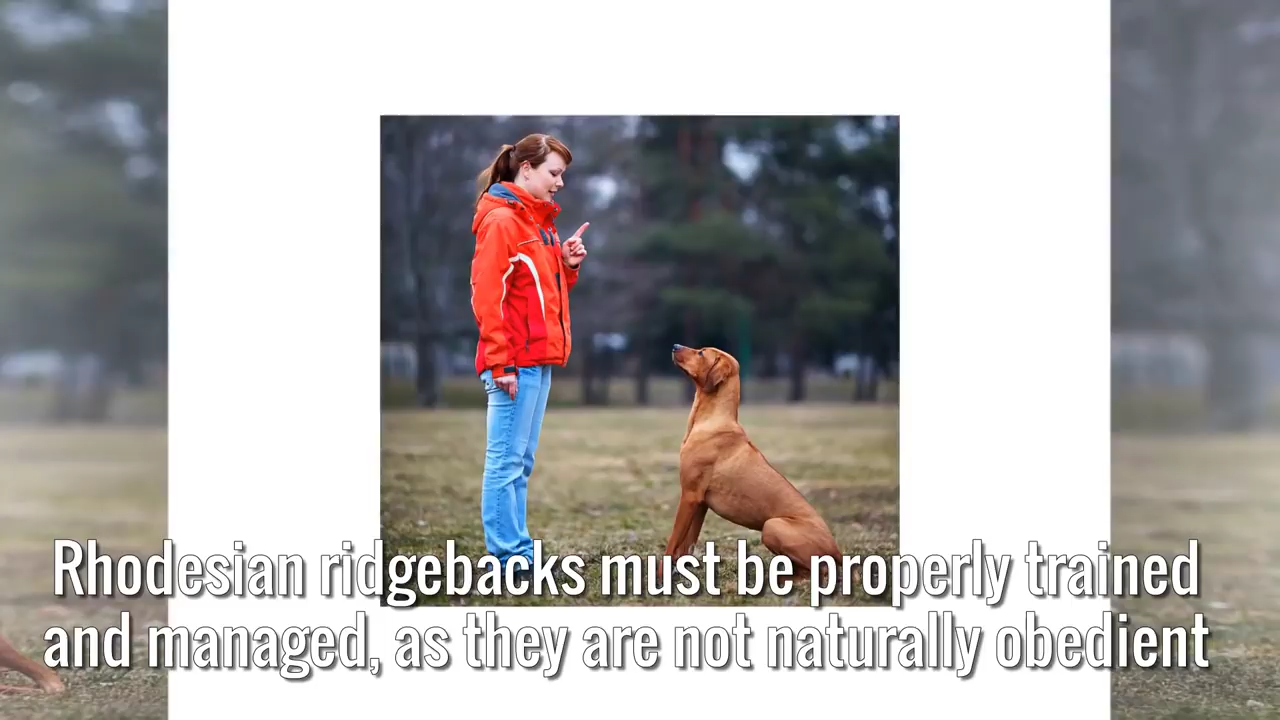 Rhodesian ridgebacks must be properly trained
and managed, as they are not naturally obedient